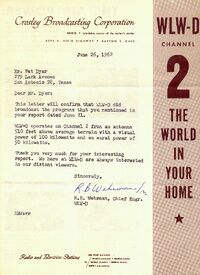 Crosley Broadcasting Corporation
June 26, 1962
Mr. Pat Dyer
San Antonio 20, Texas
Dear Mr. Dyer:
This letter will confirm that WLW-D did
broadcast the program that you mentioned in
your report dated June 21.
WLW-D operates on Channel 2 from an antenna
510 feet above average terrain with a visual
power of 100 kilowatts and an aural power of
50 kilowatts.
Thank you very much for your interesting
report. We here at WLW-D are always interested
in our distant viewers.
Sincerely,
H.B. Wehrman, Chief Engr.
WLW-D
Radio and Television Stations
WLW-D
CHANNEL
2
THE
WORLD
IN
YOUR
HOME